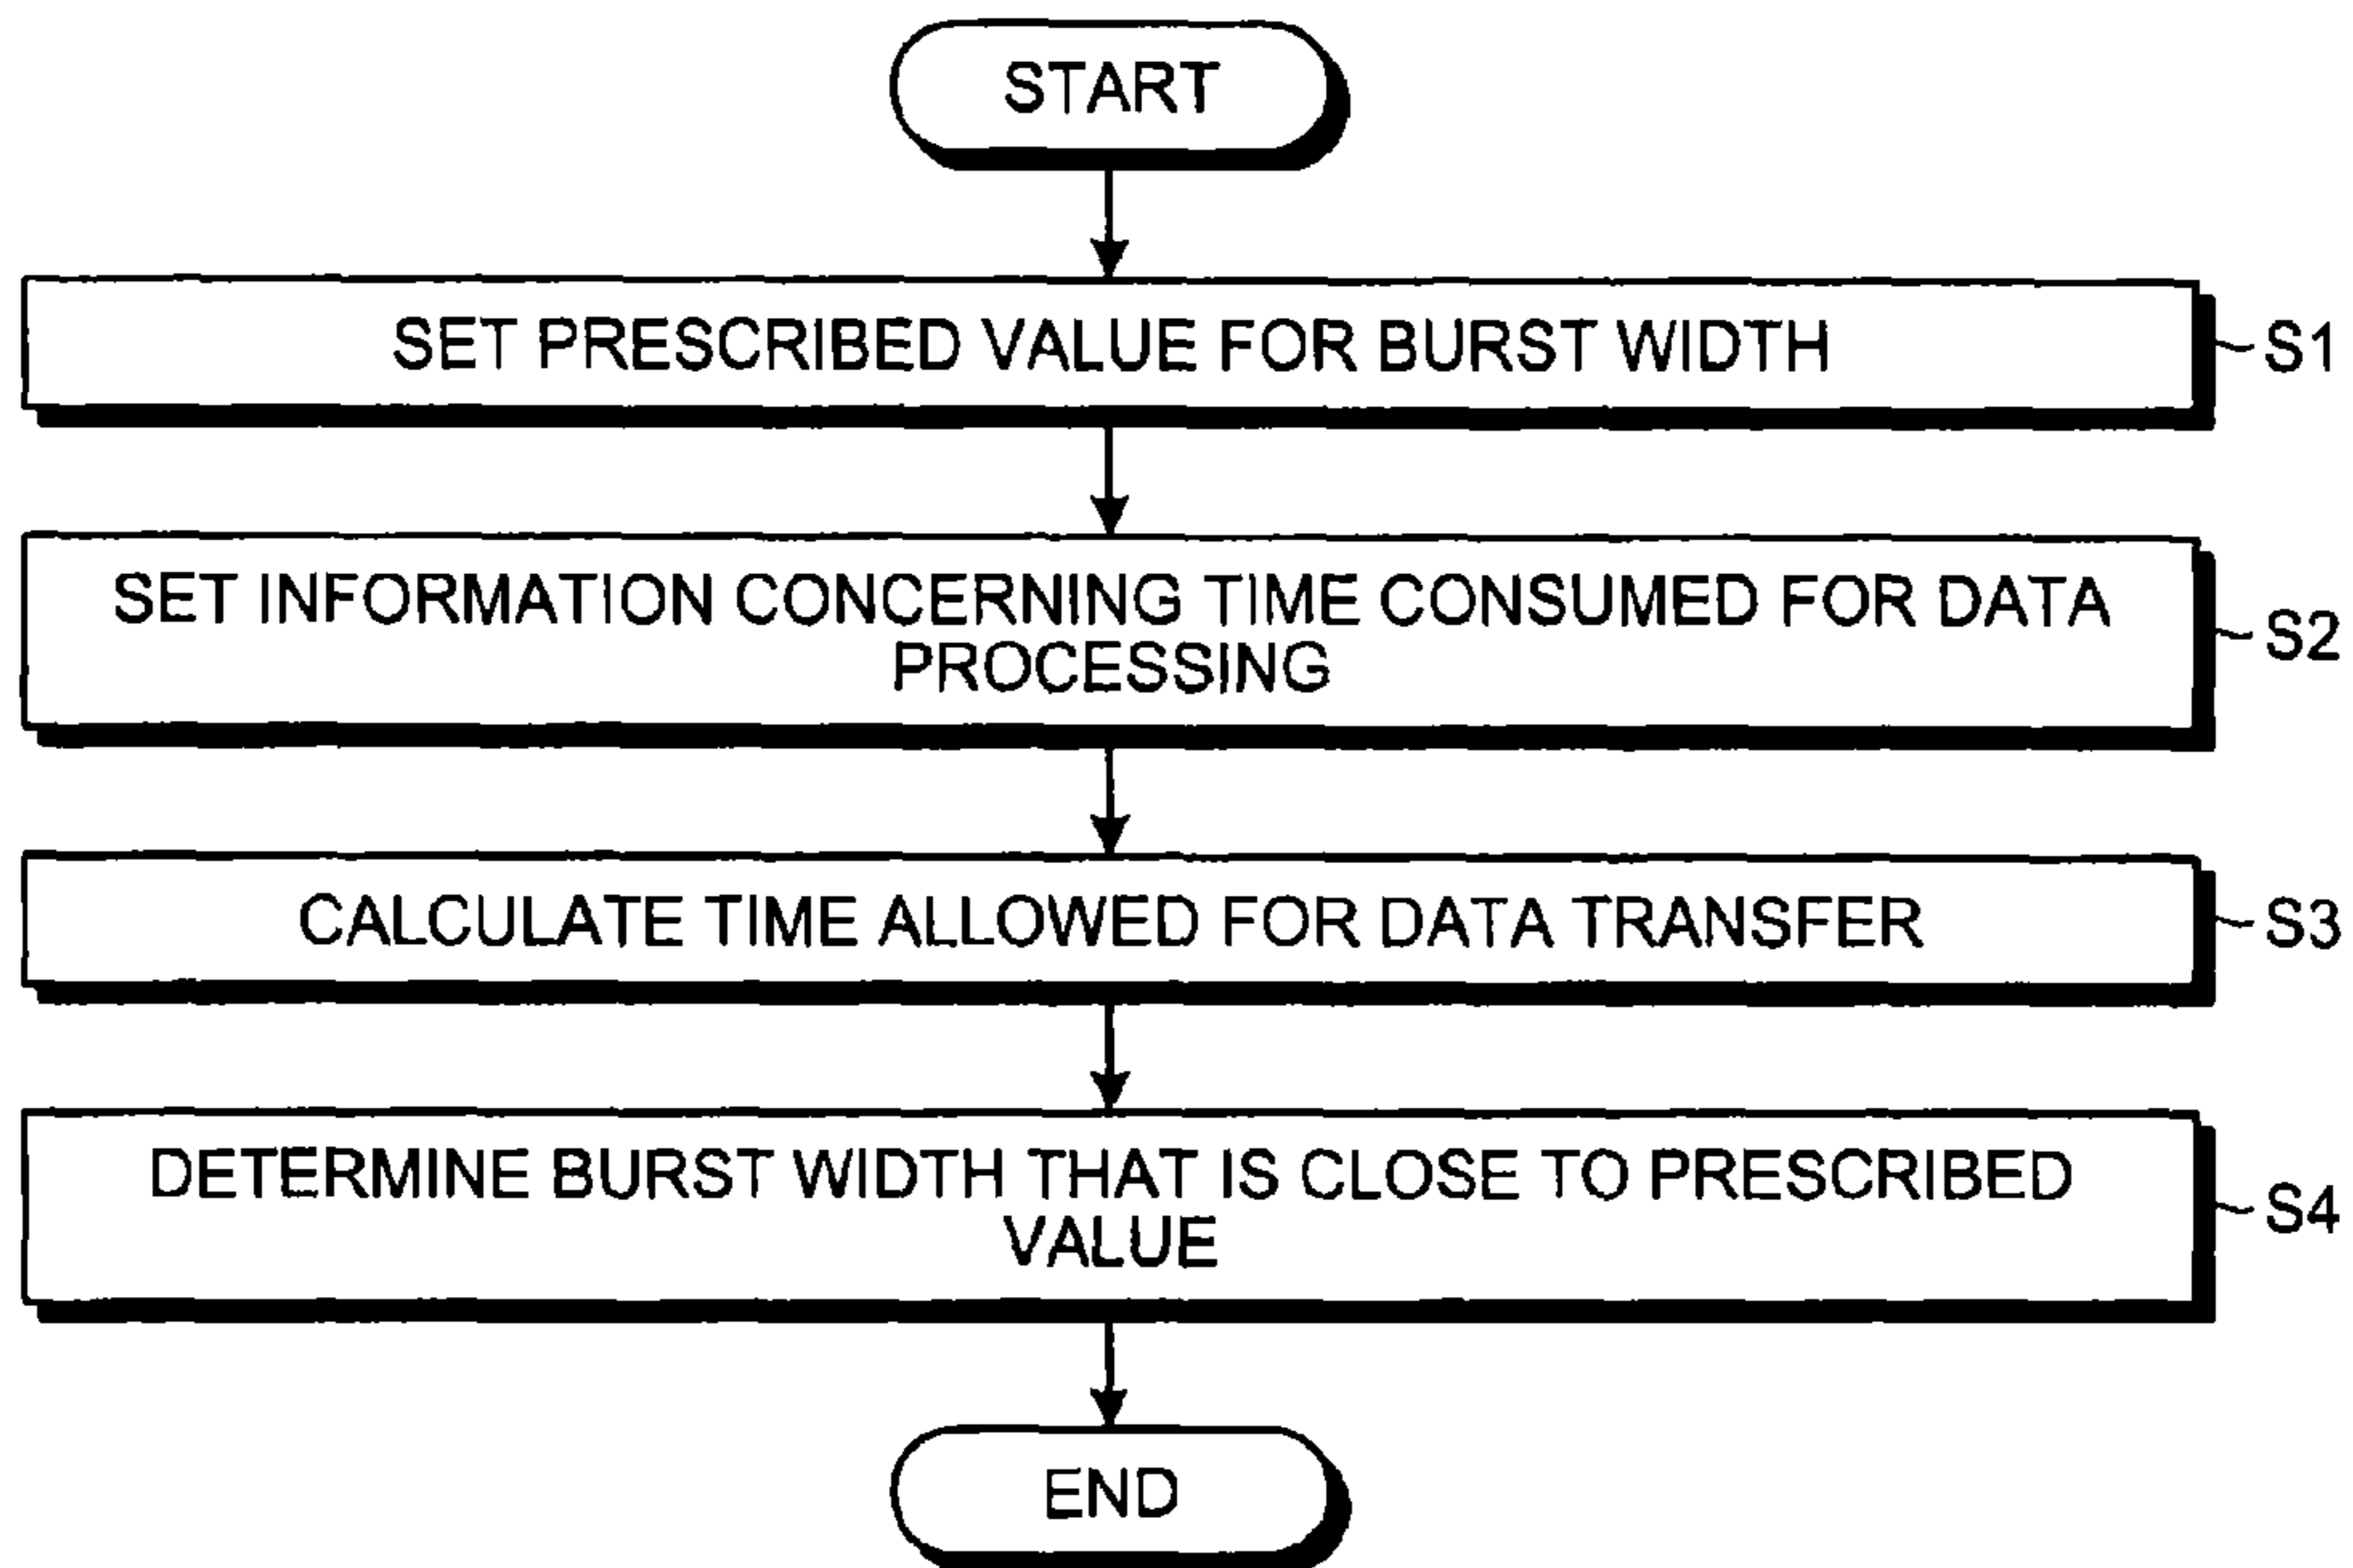 START
SET PRESCRIBED VALUE FOR BURST WIDTH
S1
SET INFORMATION CONCERNING TIME CONSUMED FOR DATA
PROCESSING
S2
CALCULATE TIME ALLOWED FOR DATA TRANSFER
S3
DETERMINE BURST WIDTH THAT IS CLOSE TO PRESCRIBED
VALUE
S4
END